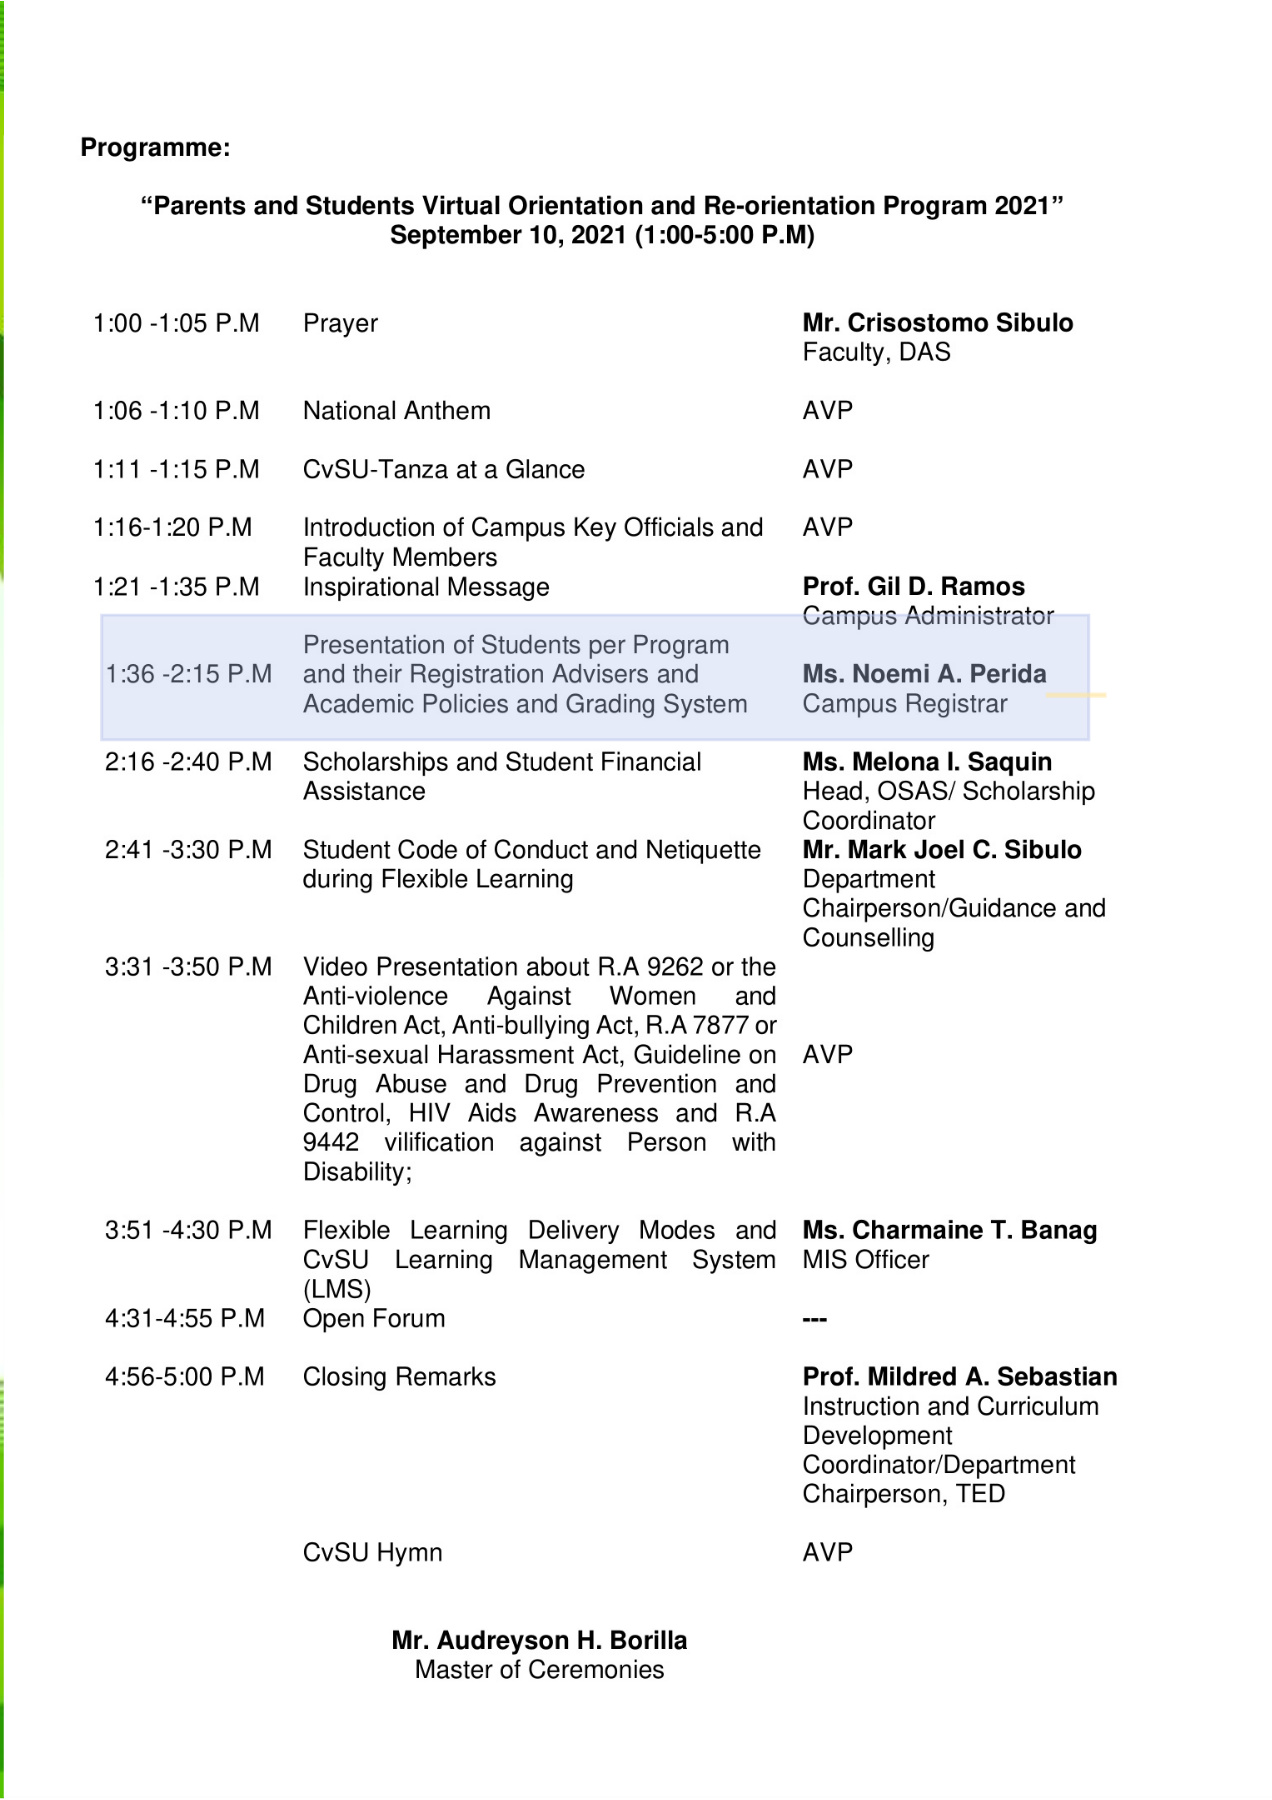 Programme:
“Parents and Students Virtual Orientation and Re-orientation Program 2021”
September 10, 2021 (1:00-5:00 P.M)
1:00 -1:05 P.M Prayer Mr. Crisostomo Sibulo
Faculty, DAS
1:06 -1:10 P.M National Anthem AVP
1:11 -1:15 P.M CvSU-Tanza at a Glance AVP
1:16-1:20 P.M Introduction of Campus Key Officials and AVP
Faculty Members
1:21 -1:35 P.M Inspirational Message Prof. Gil D. Ramos
Campus Administrator
Presentation of Students per Program
1:36 -2:15 P.M and their Registration Advisers and Ms. Noemi A. Perida
Academic Policies and Grading System Campus Registrar
2:16 -2:40 P.M Scholarships and Student Financial Ms. Melona I. Saquin
Assistance Head, OSAS/ Scholarship
Coordinator
2:41 -3:30 P.M Student Code of Conduct and Netiquette Mr. Mark Joel C. Sibulo
during Flexible Learning Department
Chairperson/Guidance and
Counselling
3:31 -3:50 P.M Video Presentation about R.A 9262 or the
Anti-violence Against Women and
Children Act, Anti-bullying Act, R.A 7877 or
Anti-sexual Harassment Act, Guideline on AVP
Drug Abuse and Drug Prevention and
Control, HIV Aids Awareness and R.A
9442 vilification against Person with
Disability;
3:51 -4:30 P.M Flexible Learning Delivery Modes and Ms. Charmaine T. Banag
CvSU Learning Management System MIS Officer
(LMS)
4:31-4:55 P.M Open Forum ---
4:56-5:00 P.M Closing Remarks Prof. Mildred A. Sebastian
Instruction and Curriculum
Development
Coordinator/Department
Chairperson, TED
CvSU Hymn AVP
Mr. Audreyson H. Borilla
Master of Ceremonies